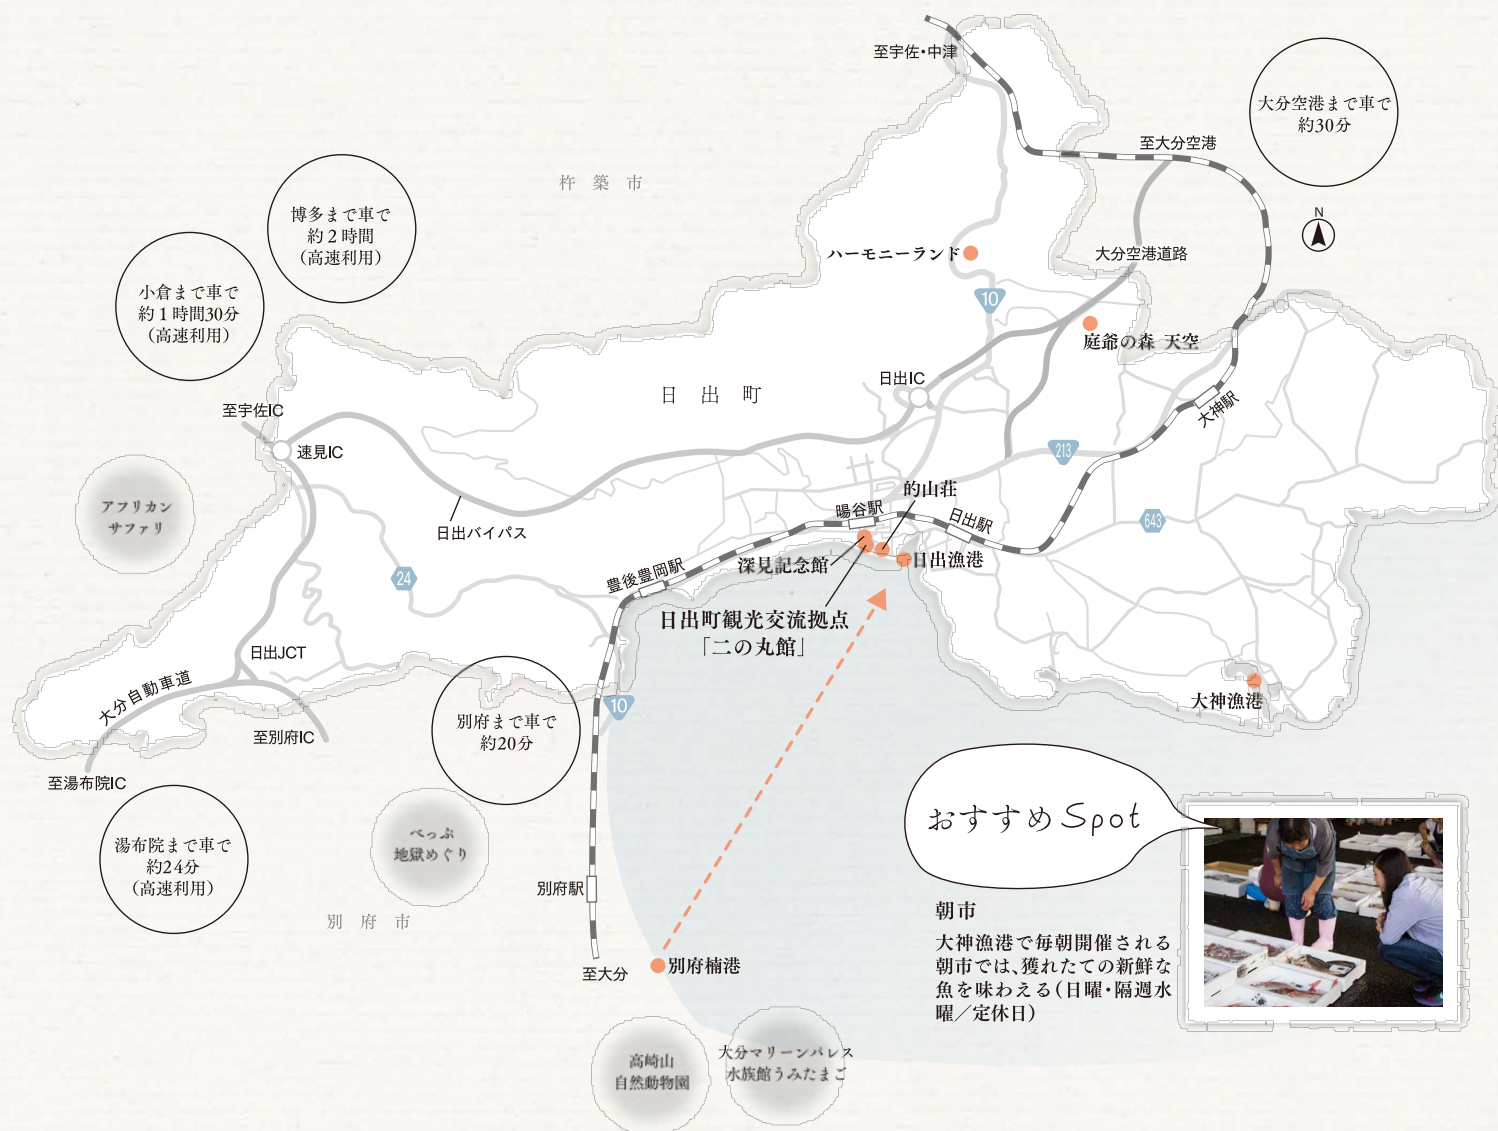 至宇佐・中津
大分空港まで車で
約30分
至大分空港
N
杵築市
博多まで車で
約２時間
（高速利用）
ハーモニーランド
大分空港道路
小倉まで車で
約１時間30分
（高速利用）
10
庭爺の森 天空
日出IC
日出町
至宇佐IC
大神駅
速見IC
213
アフリカン
サファリ
的山荘
暘谷駅
日出駅
643
日出バイパス
深見記念館
日出漁港
24
豊後豊岡駅
日出町観光交流拠点
「二の丸館」
日出JCT
大分自動車道
大神漁港
10
別府まで車で
約20分
至別府IC
至湯布院IC
おすすめSpot
べっぷ
地獄めぐり
湯布院まで車で
約24分
（高速利用）
別府駅
別府市
朝市
大神漁港で毎朝開催される
朝市では、獲れたての新鮮な
魚を味わえる（日曜・隔週水
曜／定休日）
至大分
別府楠港
高崎山
自然動物園
大分マリーンパレス
水族館うみたまご